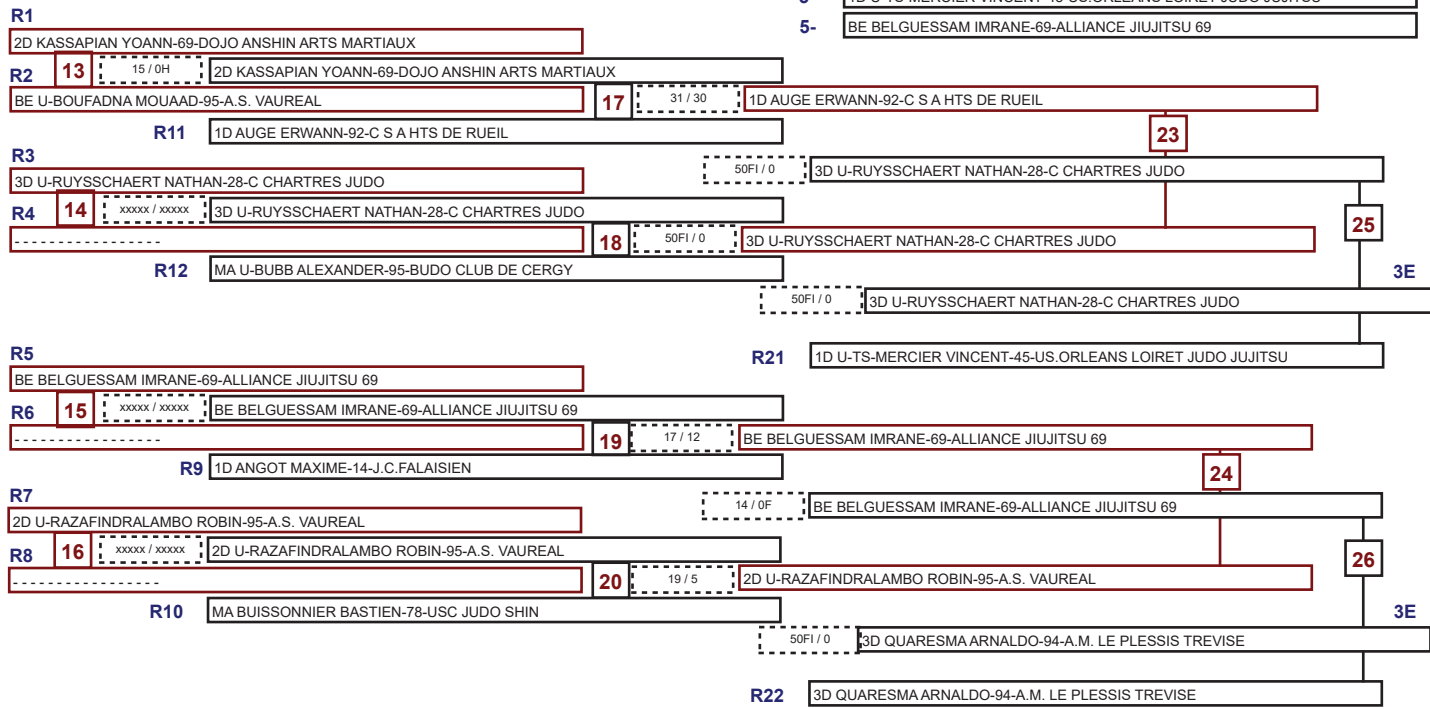 R1
5-
BE BELGUESSAM IMRANE-69-ALLIANCE JIUJITSU 69
2D KASSAPIAN YOANN-69-DOJO ANSHIN ARTS MARTIAUX
R2
13
15 / 0H
2D KASSAPIAN YOANN-69-DOJO ANSHIN ARTS MARTIAUX
BE U-BOUFADNA MOUAAD-95-A.S. VAUREAL
17
31 / 30
1D AUGE ERWANN-92-C S A HTS DE RUEIL
R11
1D AUGE ERWANN-92-C S A HTS DE RUEIL
23
R3
50FI / 0
3D U-RUYSSCHAERT NATHAN-28-C CHARTRES JUDO
3D U-RUYSSCHAERT NATHAN-28-C CHARTRES JUDO
R4
14
xxxxx / xxxxx
3D U-RUYSSCHAERT NATHAN-28-C CHARTRES JUDO
25
- - - - - - - - - - - - - - - - -
18
50FI / 0
3D U-RUYSSCHAERT NATHAN-28-C CHARTRES JUDO
R12
MA U-BUBB ALEXANDER-95-BUDO CLUB DE CERGY
3E
50FI / 0
3D U-RUYSSCHAERT NATHAN-28-C CHARTRES JUDO
R5
R21
1D U-TS-MERCIER VINCENT-45-US.ORLEANS LOIRET JUDO JUJITSU
BE BELGUESSAM IMRANE-69-ALLIANCE JIUJITSU 69
R6
15
xxxxx / xxxxx
BE BELGUESSAM IMRANE-69-ALLIANCE JIUJITSU 69
- - - - - - - - - - - - - - - - -
19
17 / 12
BE BELGUESSAM IMRANE-69-ALLIANCE JIUJITSU 69
R9
1D ANGOT MAXIME-14-J.C.FALAISIEN
24
R7
14 / 0F
BE BELGUESSAM IMRANE-69-ALLIANCE JIUJITSU 69
2D U-RAZAFINDRALAMBO ROBIN-95-A.S. VAUREAL
R8
16
xxxxx / xxxxx
2D U-RAZAFINDRALAMBO ROBIN-95-A.S. VAUREAL
26
- - - - - - - - - - - - - - - - -
20
19 / 5
2D U-RAZAFINDRALAMBO ROBIN-95-A.S. VAUREAL
R10
MA BUISSONNIER BASTIEN-78-USC JUDO SHIN
3E
50FI / 0
3D QUARESMA ARNALDO-94-A.M. LE PLESSIS TREVISE
R22
3D QUARESMA ARNALDO-94-A.M. LE PLESSIS TREVISE